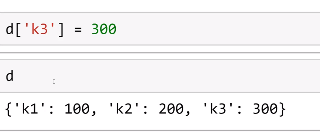 d['k3'] = 300
d
{'k1': 100, 'k2': 200, 'k3': 300}